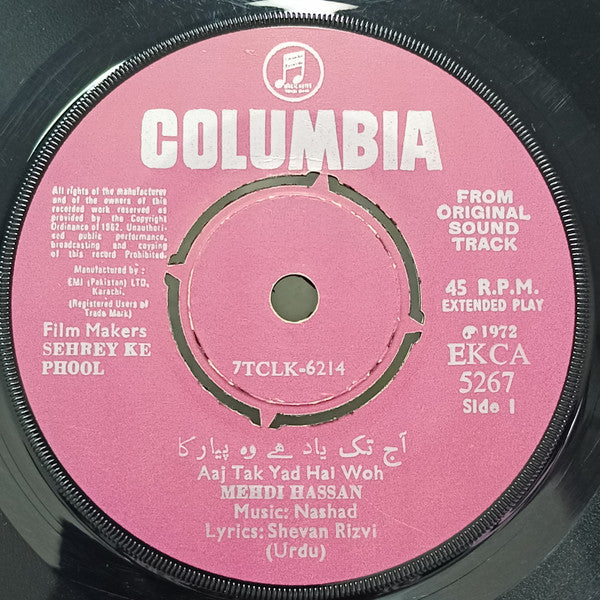 COLUMBIA
All rights of the manufacturer
and of the owners of this
recorded work reserved as
provided by the Copyright
Ordinance of 1962. Unauthori-
sed public performance,
broadcasting and copying
of this record Prohibited.
Manufactured by :
EMI (Pakistan) LTD,
Karachi.
(Registered Users of
Trade Mark)
Film Makers
SEHREY KE
PHOOL
FROM
ORIGINAL
SOUND
TRACK
45 R.P.M.
EXTENDED PLAY
℗ 1972
EKCA
5267
Side 1
7TCLK-6214
آج تک یاد ھے وہ پیار کا
Aaj Tak Yad Hai Woh
MEHDI HASSAN
Music: Nashad
Lyrics: Shevan Rizvi
(Urdu)